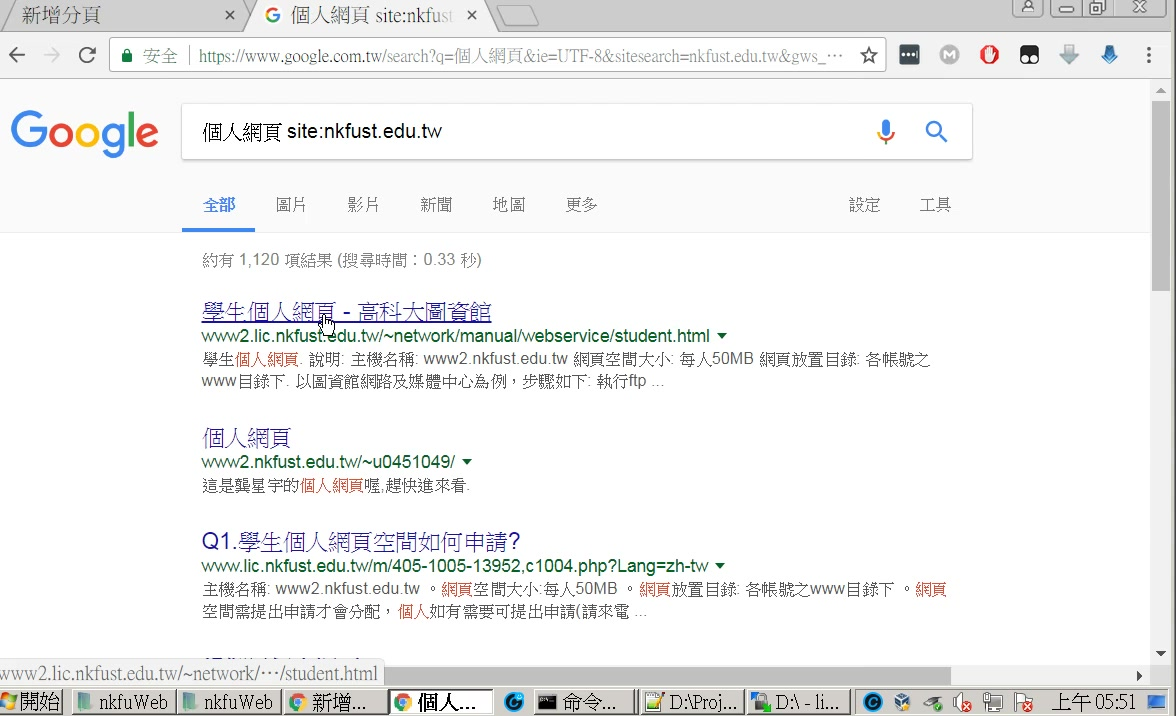 新增分頁
個人網頁 site:nkfust
安全
https://www.google.com.tw/search?q=個人網頁&ie=UTF-8&sitesearch=nkfust.edu.tw&gws_…
Google
個人網頁 site:nkfust.edu.tw
全部 圖片 影片 新聞 地圖 更多 設定 工具
約有 1,120 項結果 (搜尋時間：0.33 秒)
學生個人網頁 - 高科大圖資館
www2.lic.nkfust.edu.tw/~network/manual/webservice/student.html
學生個人網頁. 說明: 主機名稱: www2.nkfust.edu.tw 網頁空間大小: 每人50MB 網頁放置目錄: 各帳號之
www目錄下. 以圖資館網路及媒體中心為例，步驟如下: 執行ftp ...
個人網頁
www2.nkfust.edu.tw/~u0451049/
這是龔星宇的個人網頁喔,趕快進來看.
Q1.學生個人網頁空間如何申請?
www.lic.nkfust.edu.tw/m/405-1005-13952,c1004.php?Lang=zh-tw
主機名稱: www2.nkfust.edu.tw 。網頁空間大小:每人50MB 。網頁放置目錄: 各帳號之www目錄下 。網頁
空間需提出申請才會分配，個人如有需要可提出申請(請來電 ...
www2.lic.nkfust.edu.tw/~network/…/student.html
開始 nkfuWeb nkfuWeb 新增... 個人... 命令... D:\Proj... D:\ - li... 上午 05:51